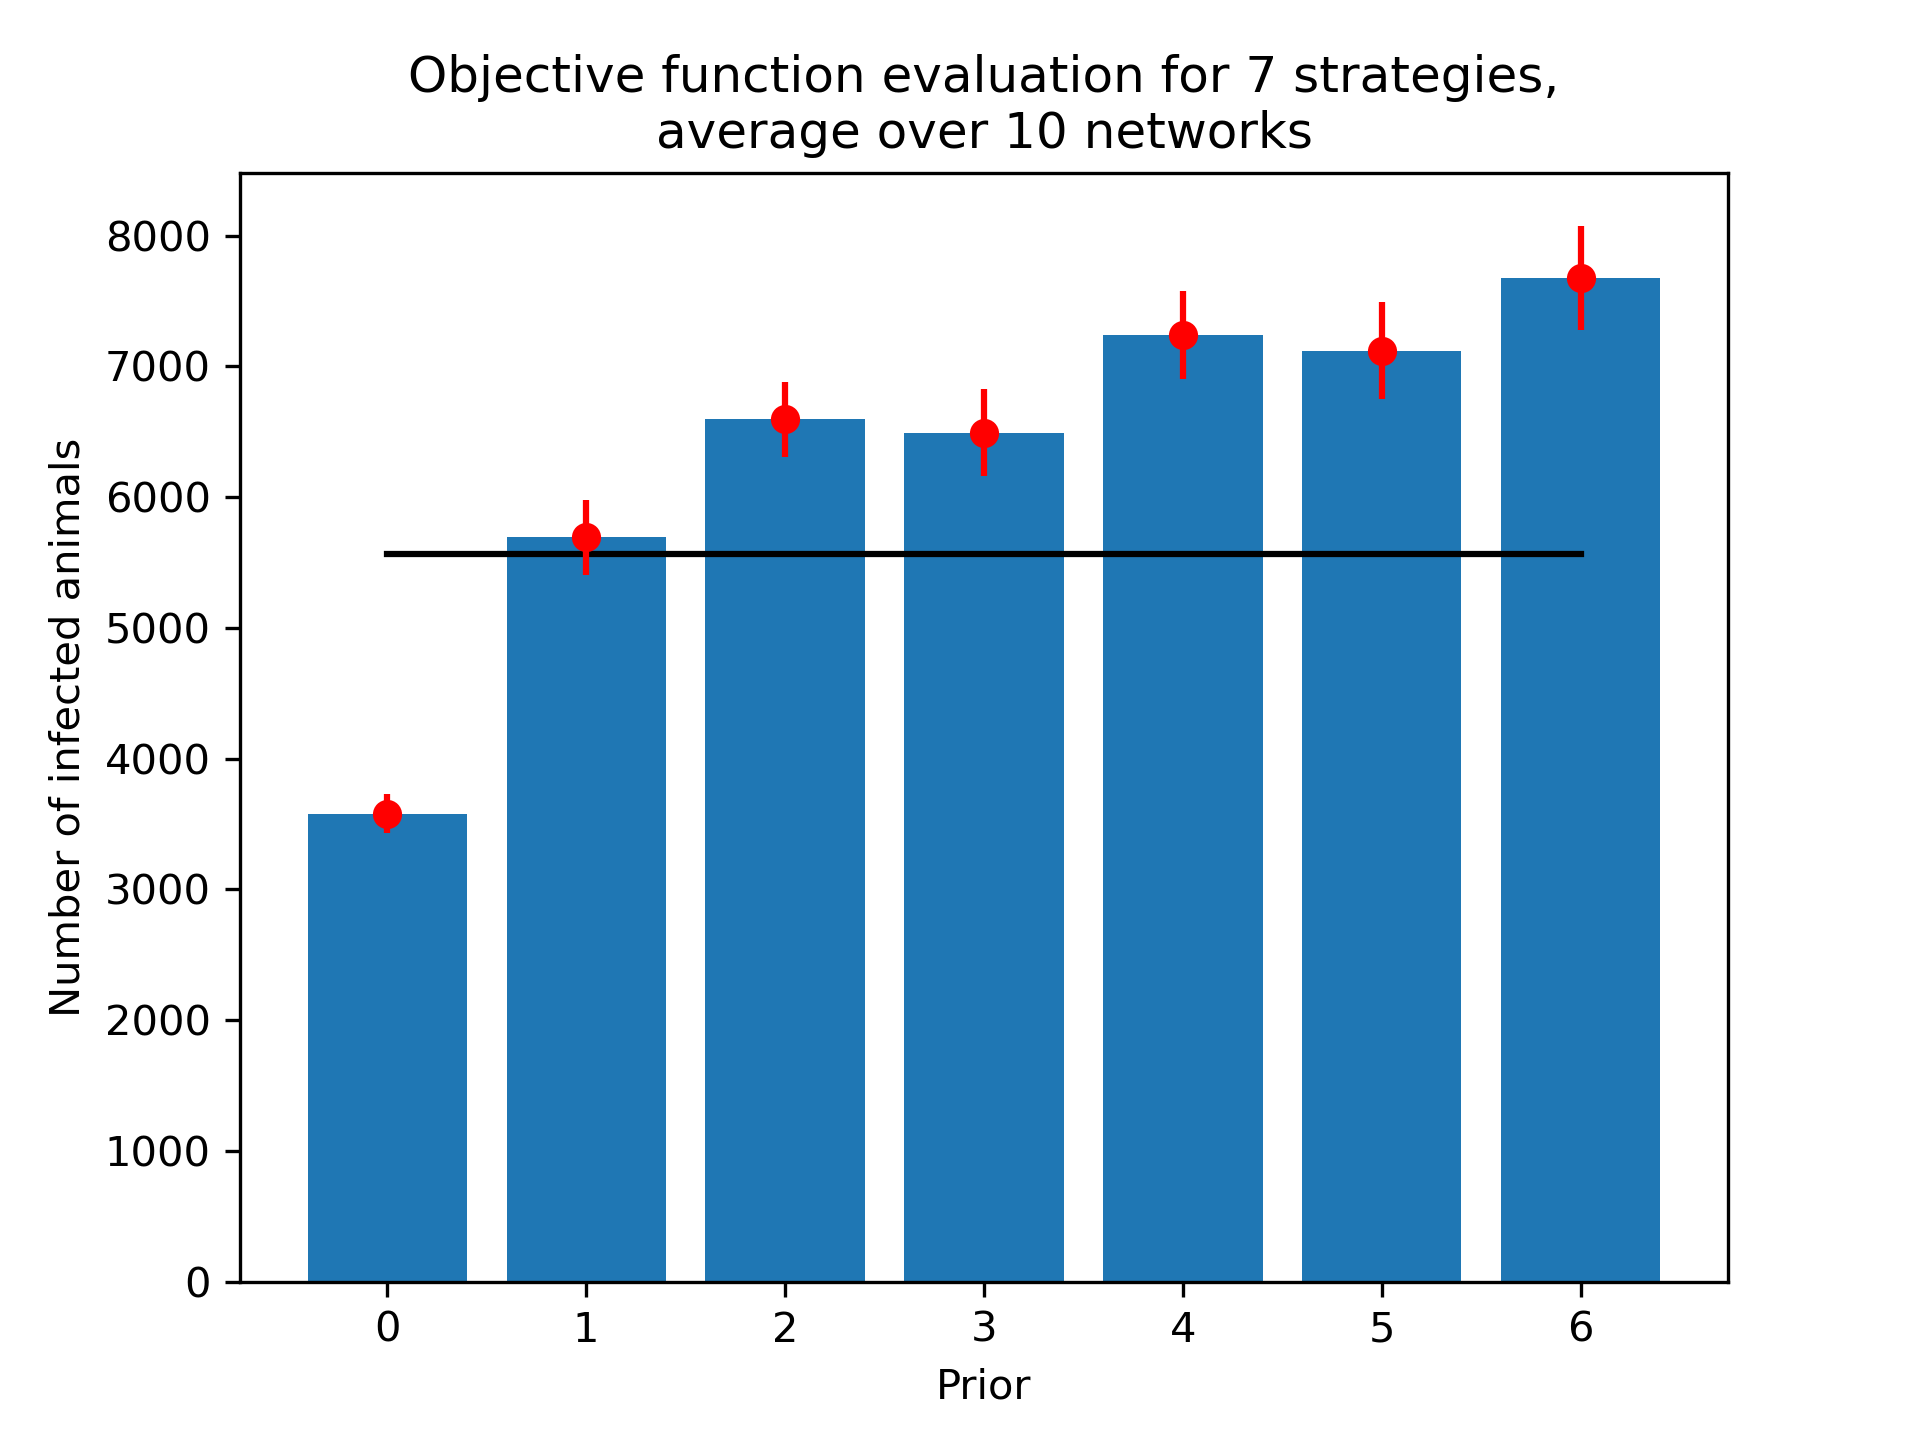 Objective function evaluation for 7 strategies,
average over 10 networks
Number of infected animals
8000
7000
6000
5000
4000
3000
2000
1000
0
0 1 2 3 4 5 6
Prior